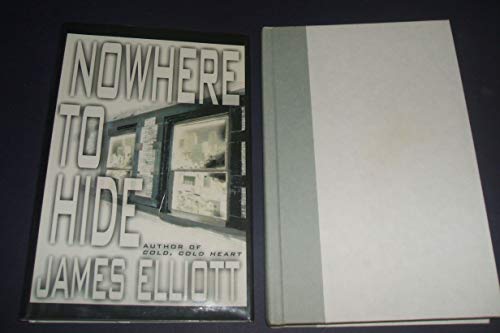 NOWHERE
TO
HIDE
AUTHOR OF
COLD, COLD HEART
JAMES ELLIOTT